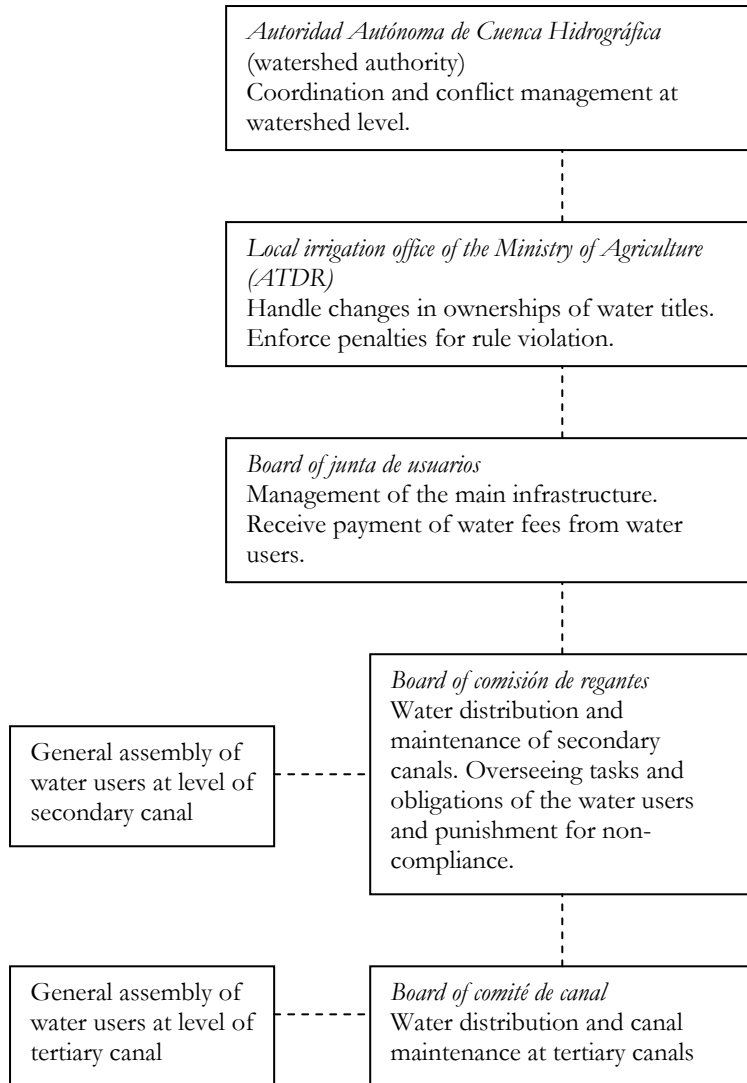 Autoridad Autónoma de Cuenca Hidrográfica
(watershed authority)
Coordination and conflict management at
watershed level.
Local irrigation office of the Ministry of Agriculture
(ATDR)
Handle changes in ownerships of water titles.
Enforce penalties for rule violation.
Board of junta de usuarios
Management of the main infrastructure.
Receive payment of water fees from water
users.
Board of comisión de regantes
Water distribution and
maintenance of secondary
canals. Overseeing tasks and
obligations of the water users
and punishment for non-
compliance.
General assembly of
water users at level of
secondary canal
General assembly of
water users at level of
tertiary canal
Board of comité de canal
Water distribution and canal
maintenance at tertiary canals